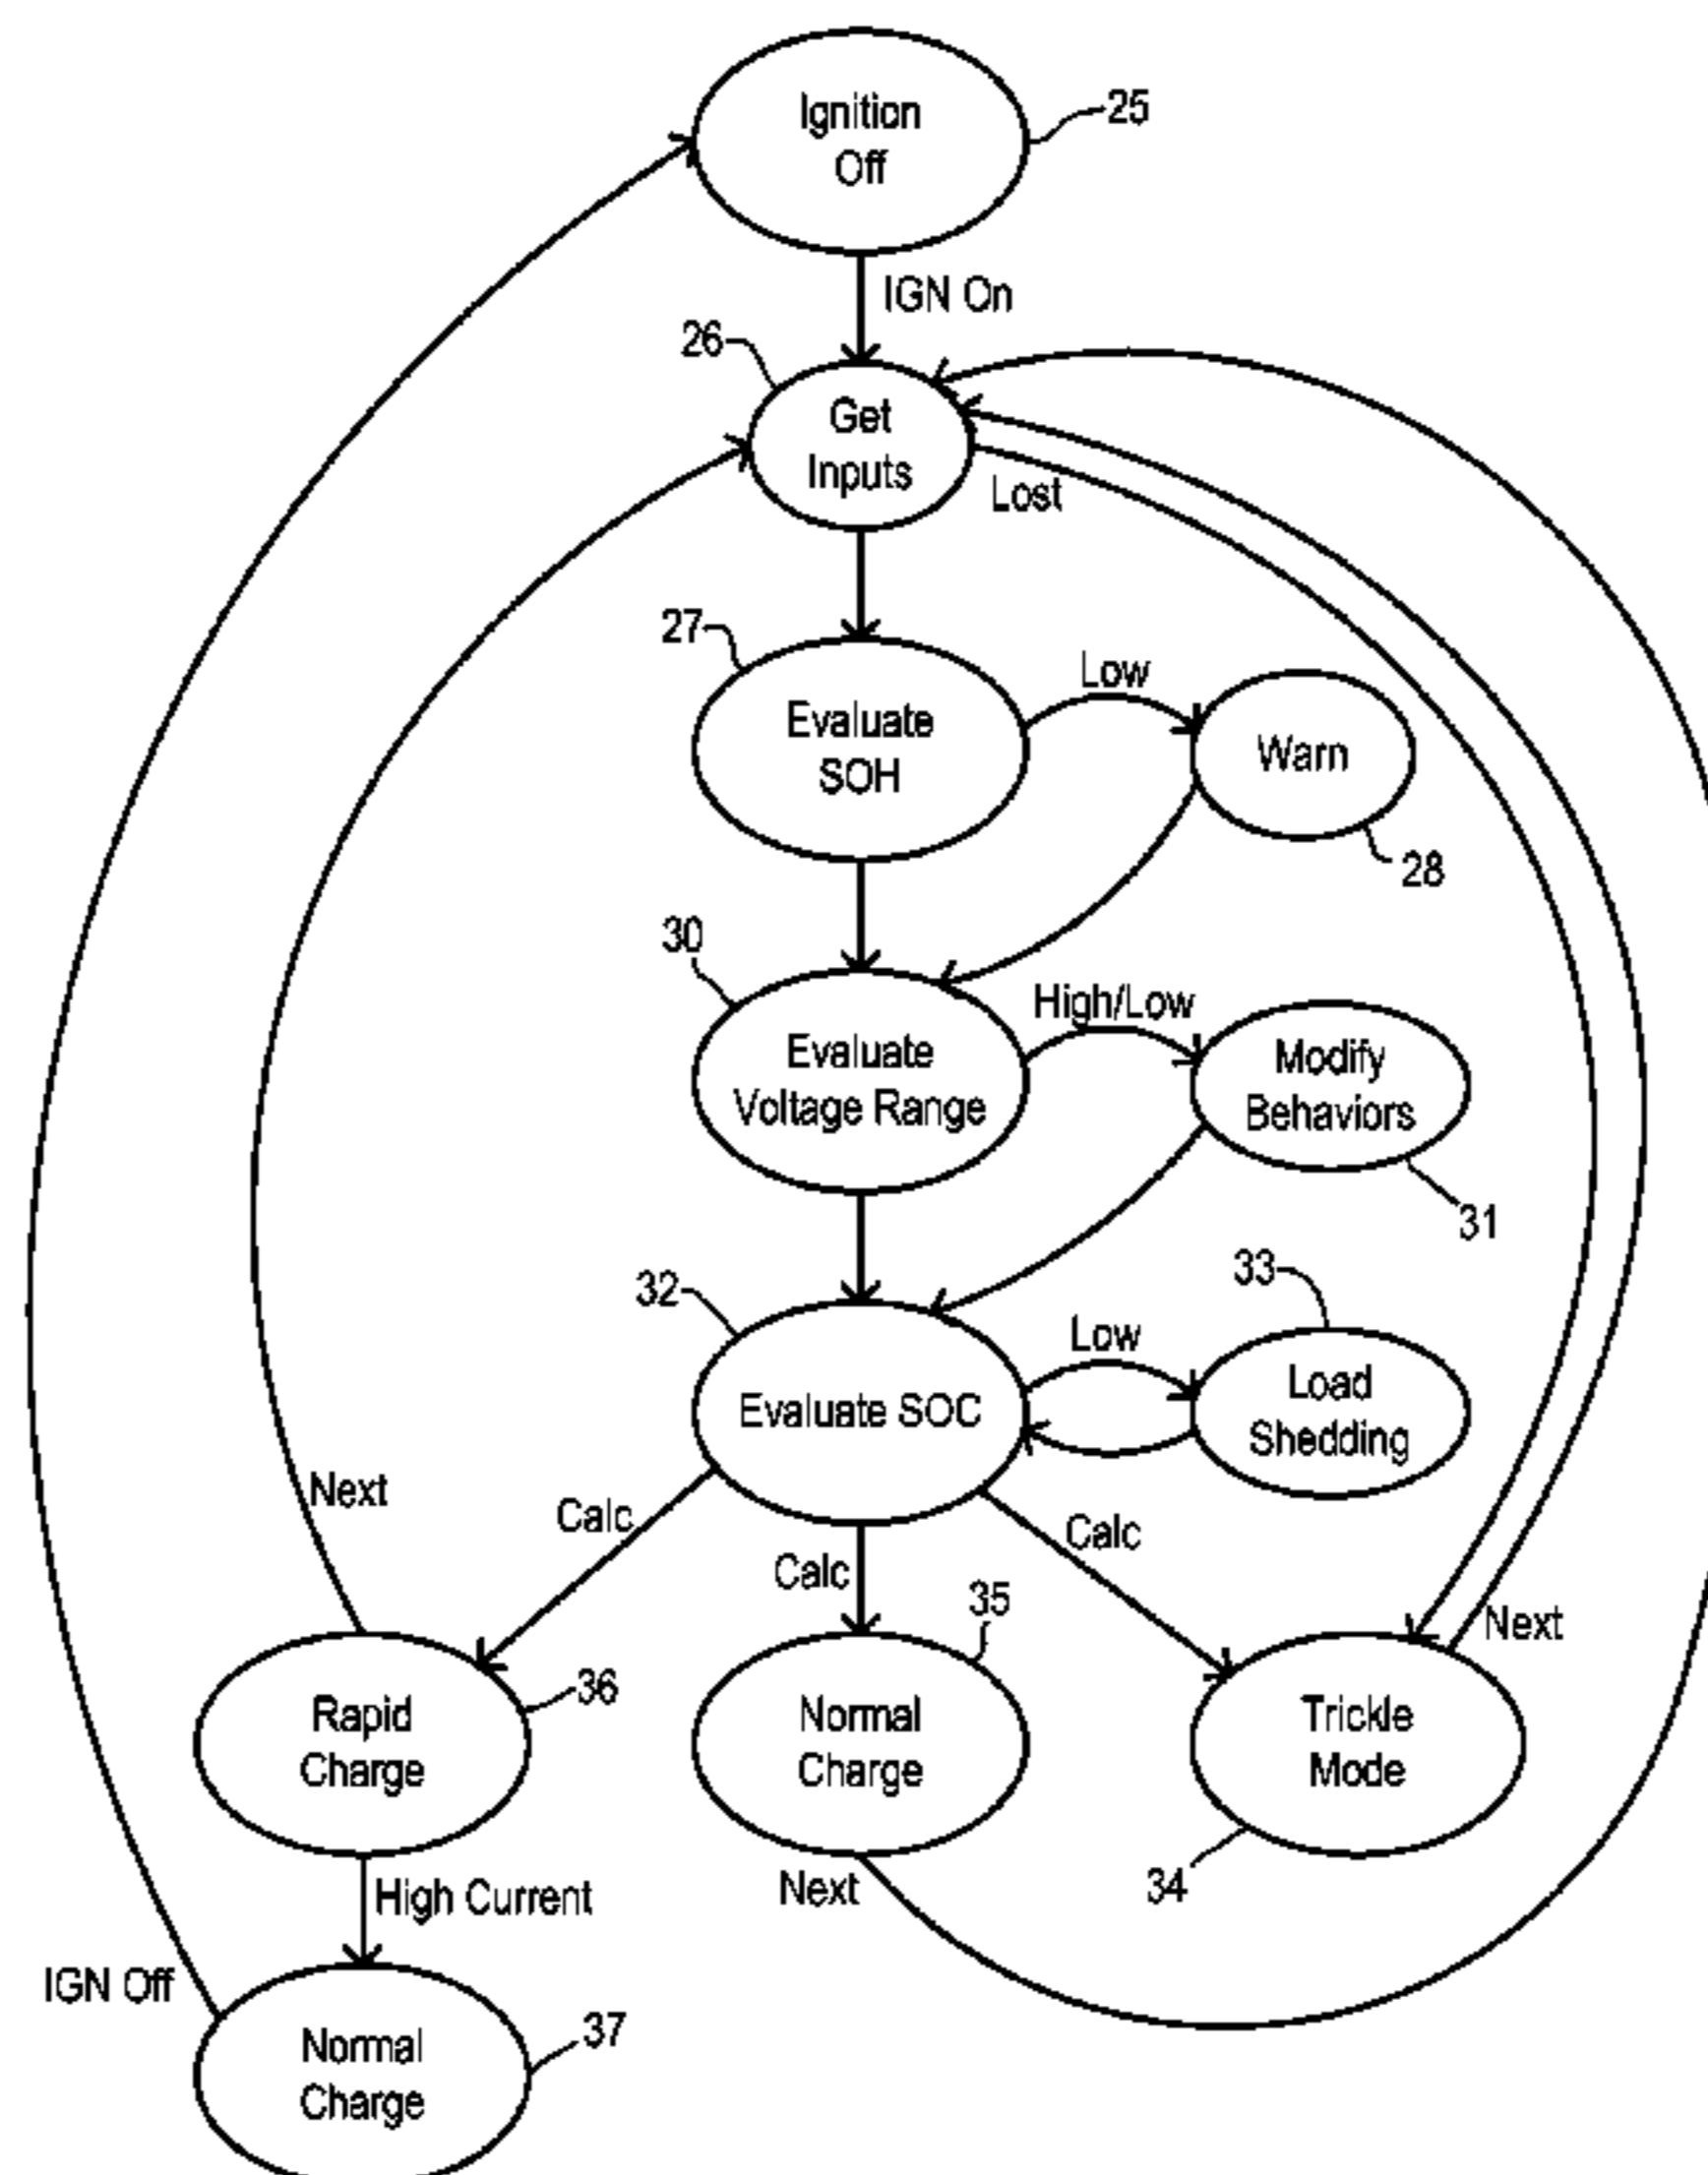 Ignition
Off
25
IGN On
26
Get
Inputs
Lost
27
Evaluate
SOH
Low
Warn
28
30
Evaluate
Voltage Range
High/Low
Modify
Behaviors
31
32
Evaluate SOC
Low
33
Load
Shedding
Next
Calc
Calc
Calc
35
Next
36
Rapid
Charge
Normal
Charge
Trickle
Mode
34
High Current
Next
IGN Off
37
Normal
Charge